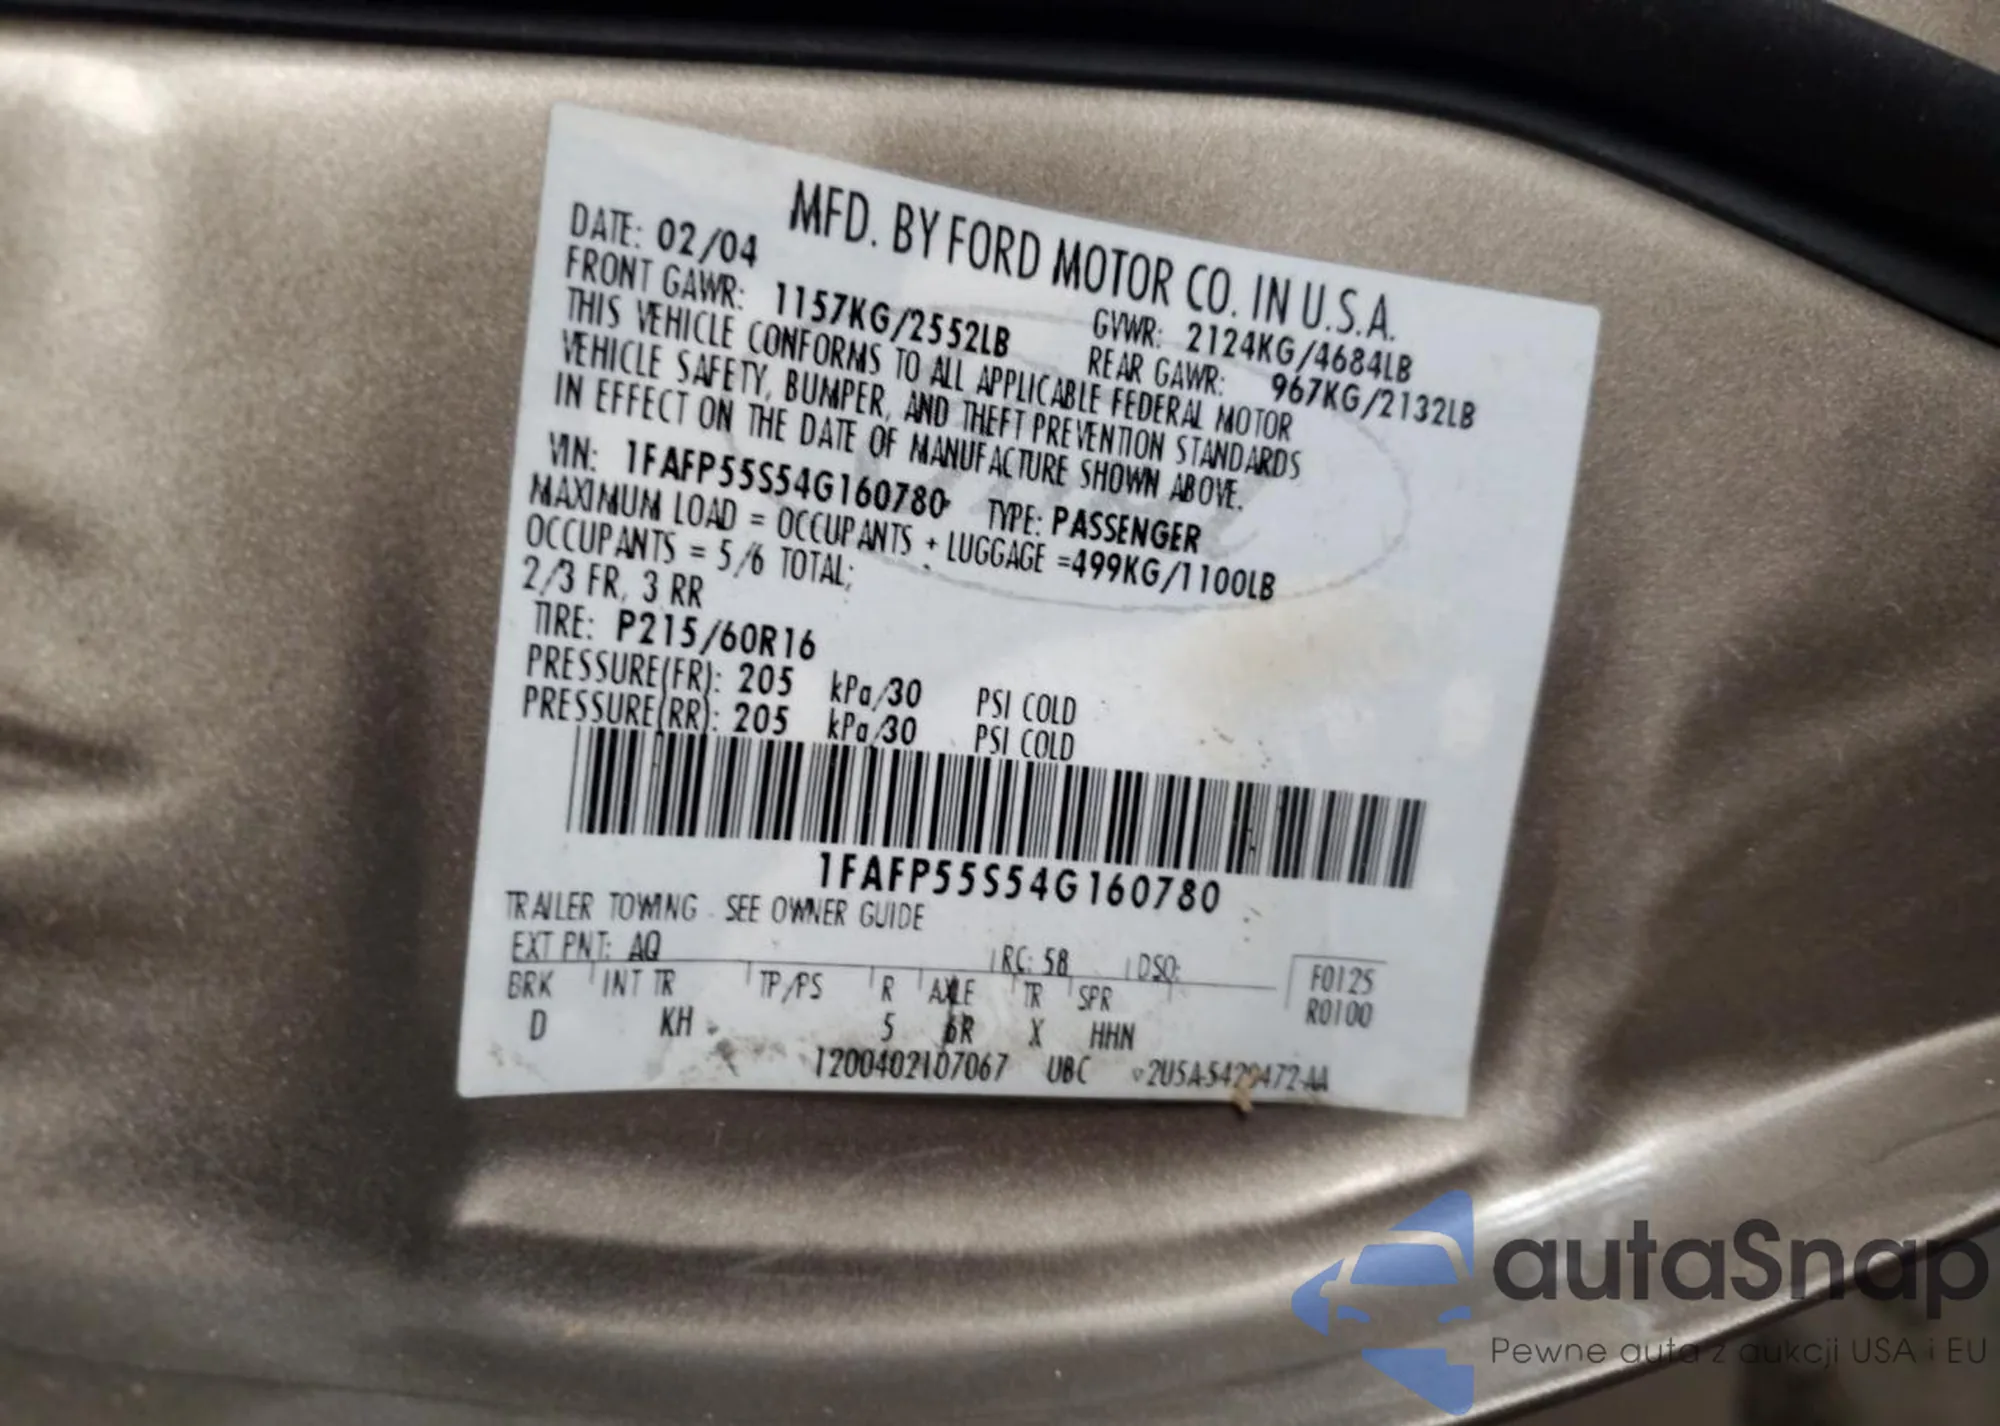 MFD. BY FORD MOTOR CO. IN U.S.A.
DATE: 02/04 GVWR: 2124KG/4684LB
FRONT GAWR: 1157KG/2552LB REAR GAWR: 967KG/2132LB
THIS VEHICLE CONFORMS TO ALL APPLICABLE FEDERAL MOTOR
VEHICLE SAFETY, BUMPER, AND THEFT PREVENTION STANDARDS
IN EFFECT ON THE DATE OF MANUFACTURE SHOWN ABOVE.
VIN: 1FAFP55S54G160780 TYPE: PASSENGER
MAXIMUM LOAD = OCCUPANTS + LUGGAGE =499KG/1100LB
OCCUPANTS = 5/6 TOTAL;
2/3 FR, 3 RR
TIRE: P215/60R16
PRESSURE(FR): 205 kPa/30 PSI COLD
PRESSURE(RR): 205 kPa/30 PSI COLD
1FAFP55S54G160780
TRAILER TOWING - SEE OWNER GUIDE
EXT PNT: AQ RC: 58 DSO: F0125
BRK INT TR TP/PS R AXLE TR SPR R0100
D KH 5 6R X HHN
1200402107067 UBC 2U5A-5420472-AA
autaSnap
Pewne auta z aukcji USA i EU